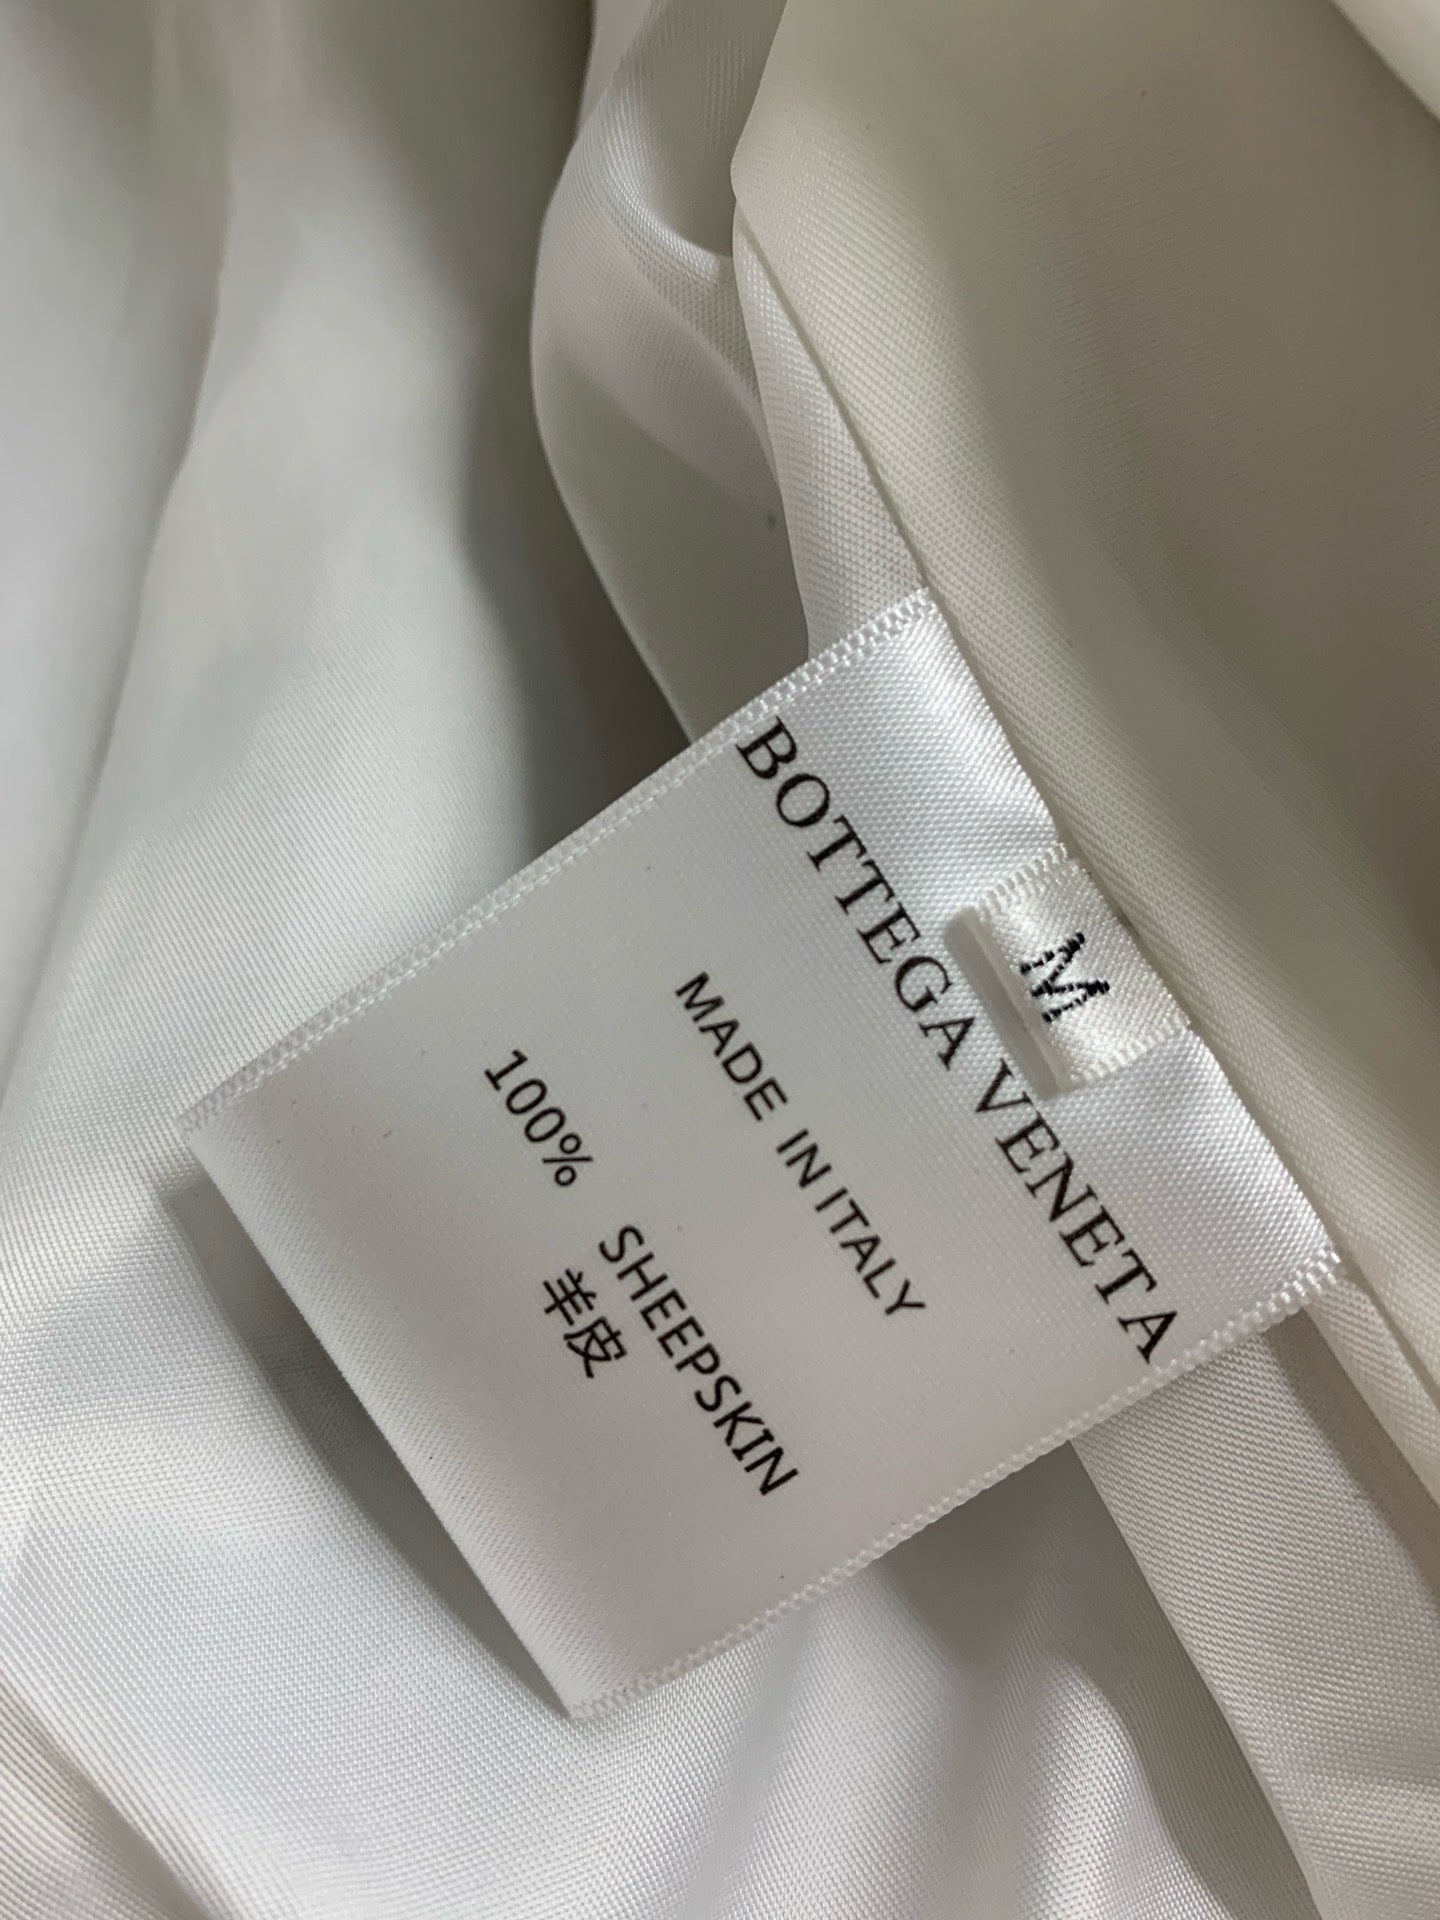 BOTTEGA VENETA
M
MADE IN ITALY
100% SHEEPSKIN
羊皮